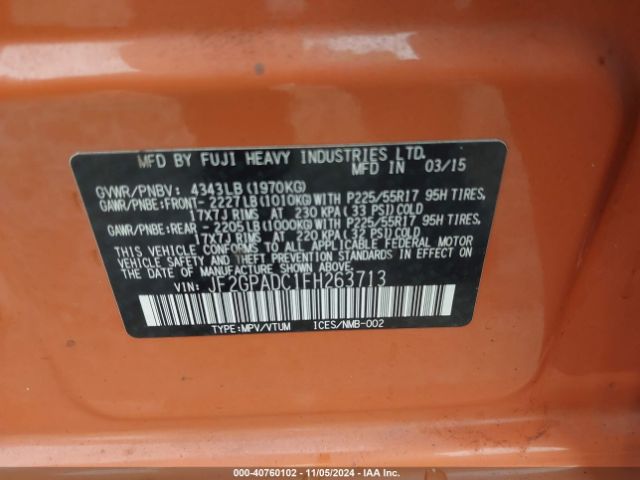 MFD BY FUJI HEAVY INDUSTRIES LTD.
MFD IN 03/15
GVWR/PNBV: 4343LB(1970KG)
GAWR/PNBE:FRONT- 2227LB(1010KG)WITH P225/55R17 95H TIRES,
17X7J RIMS AT 230 KPA( 33 PSI)COLD
GAWR/PNBE:REAR - 2205LB(1000KG)WITH P225/55R17 95H TIRES,
17X7J RIMS AT 220 KPA( 32 PSI)COLD
THIS VEHICLE CONFORMS TO ALL APPLICABLE FEDERAL MOTOR
VEHICLE SAFETY AND THEFT PREVENTION STANDARDS IN EFFECT ON
THE DATE OF MANUFACTURE SHOWN ABOVE.
VIN: JF2GPADC1FH263713
TYPE:MPV/VTUM ICES/NMB-002
000-40760102 - 11/05/2024 - IAA